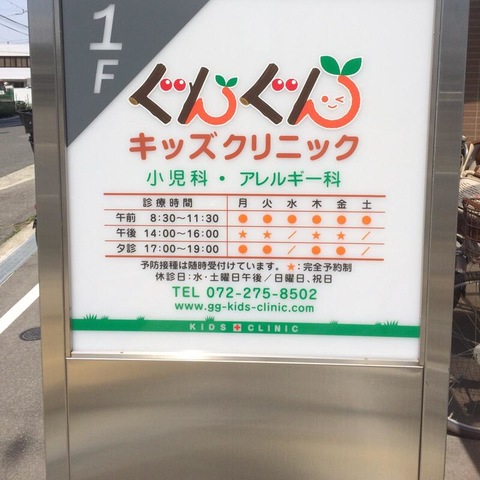 1
F
ぐんぐん
キッズクリニック
小児科・アレルギー科
診療時間 月 火 水 木 金 土
午前 8:30〜11:30 ● ● ● ● ● ●
午後 14:00〜16:00 ★ ★ ／ ★ ★ ／
夕診 17:00〜19:00 ● ● ／ ● ● ／
予防接種は随時受付けています。★:完全予約制
休診日:水・土曜日午後／日曜日、祝日
TEL 072-275-8502
www.gg-kids-clinic.com
KIDS CLINIC